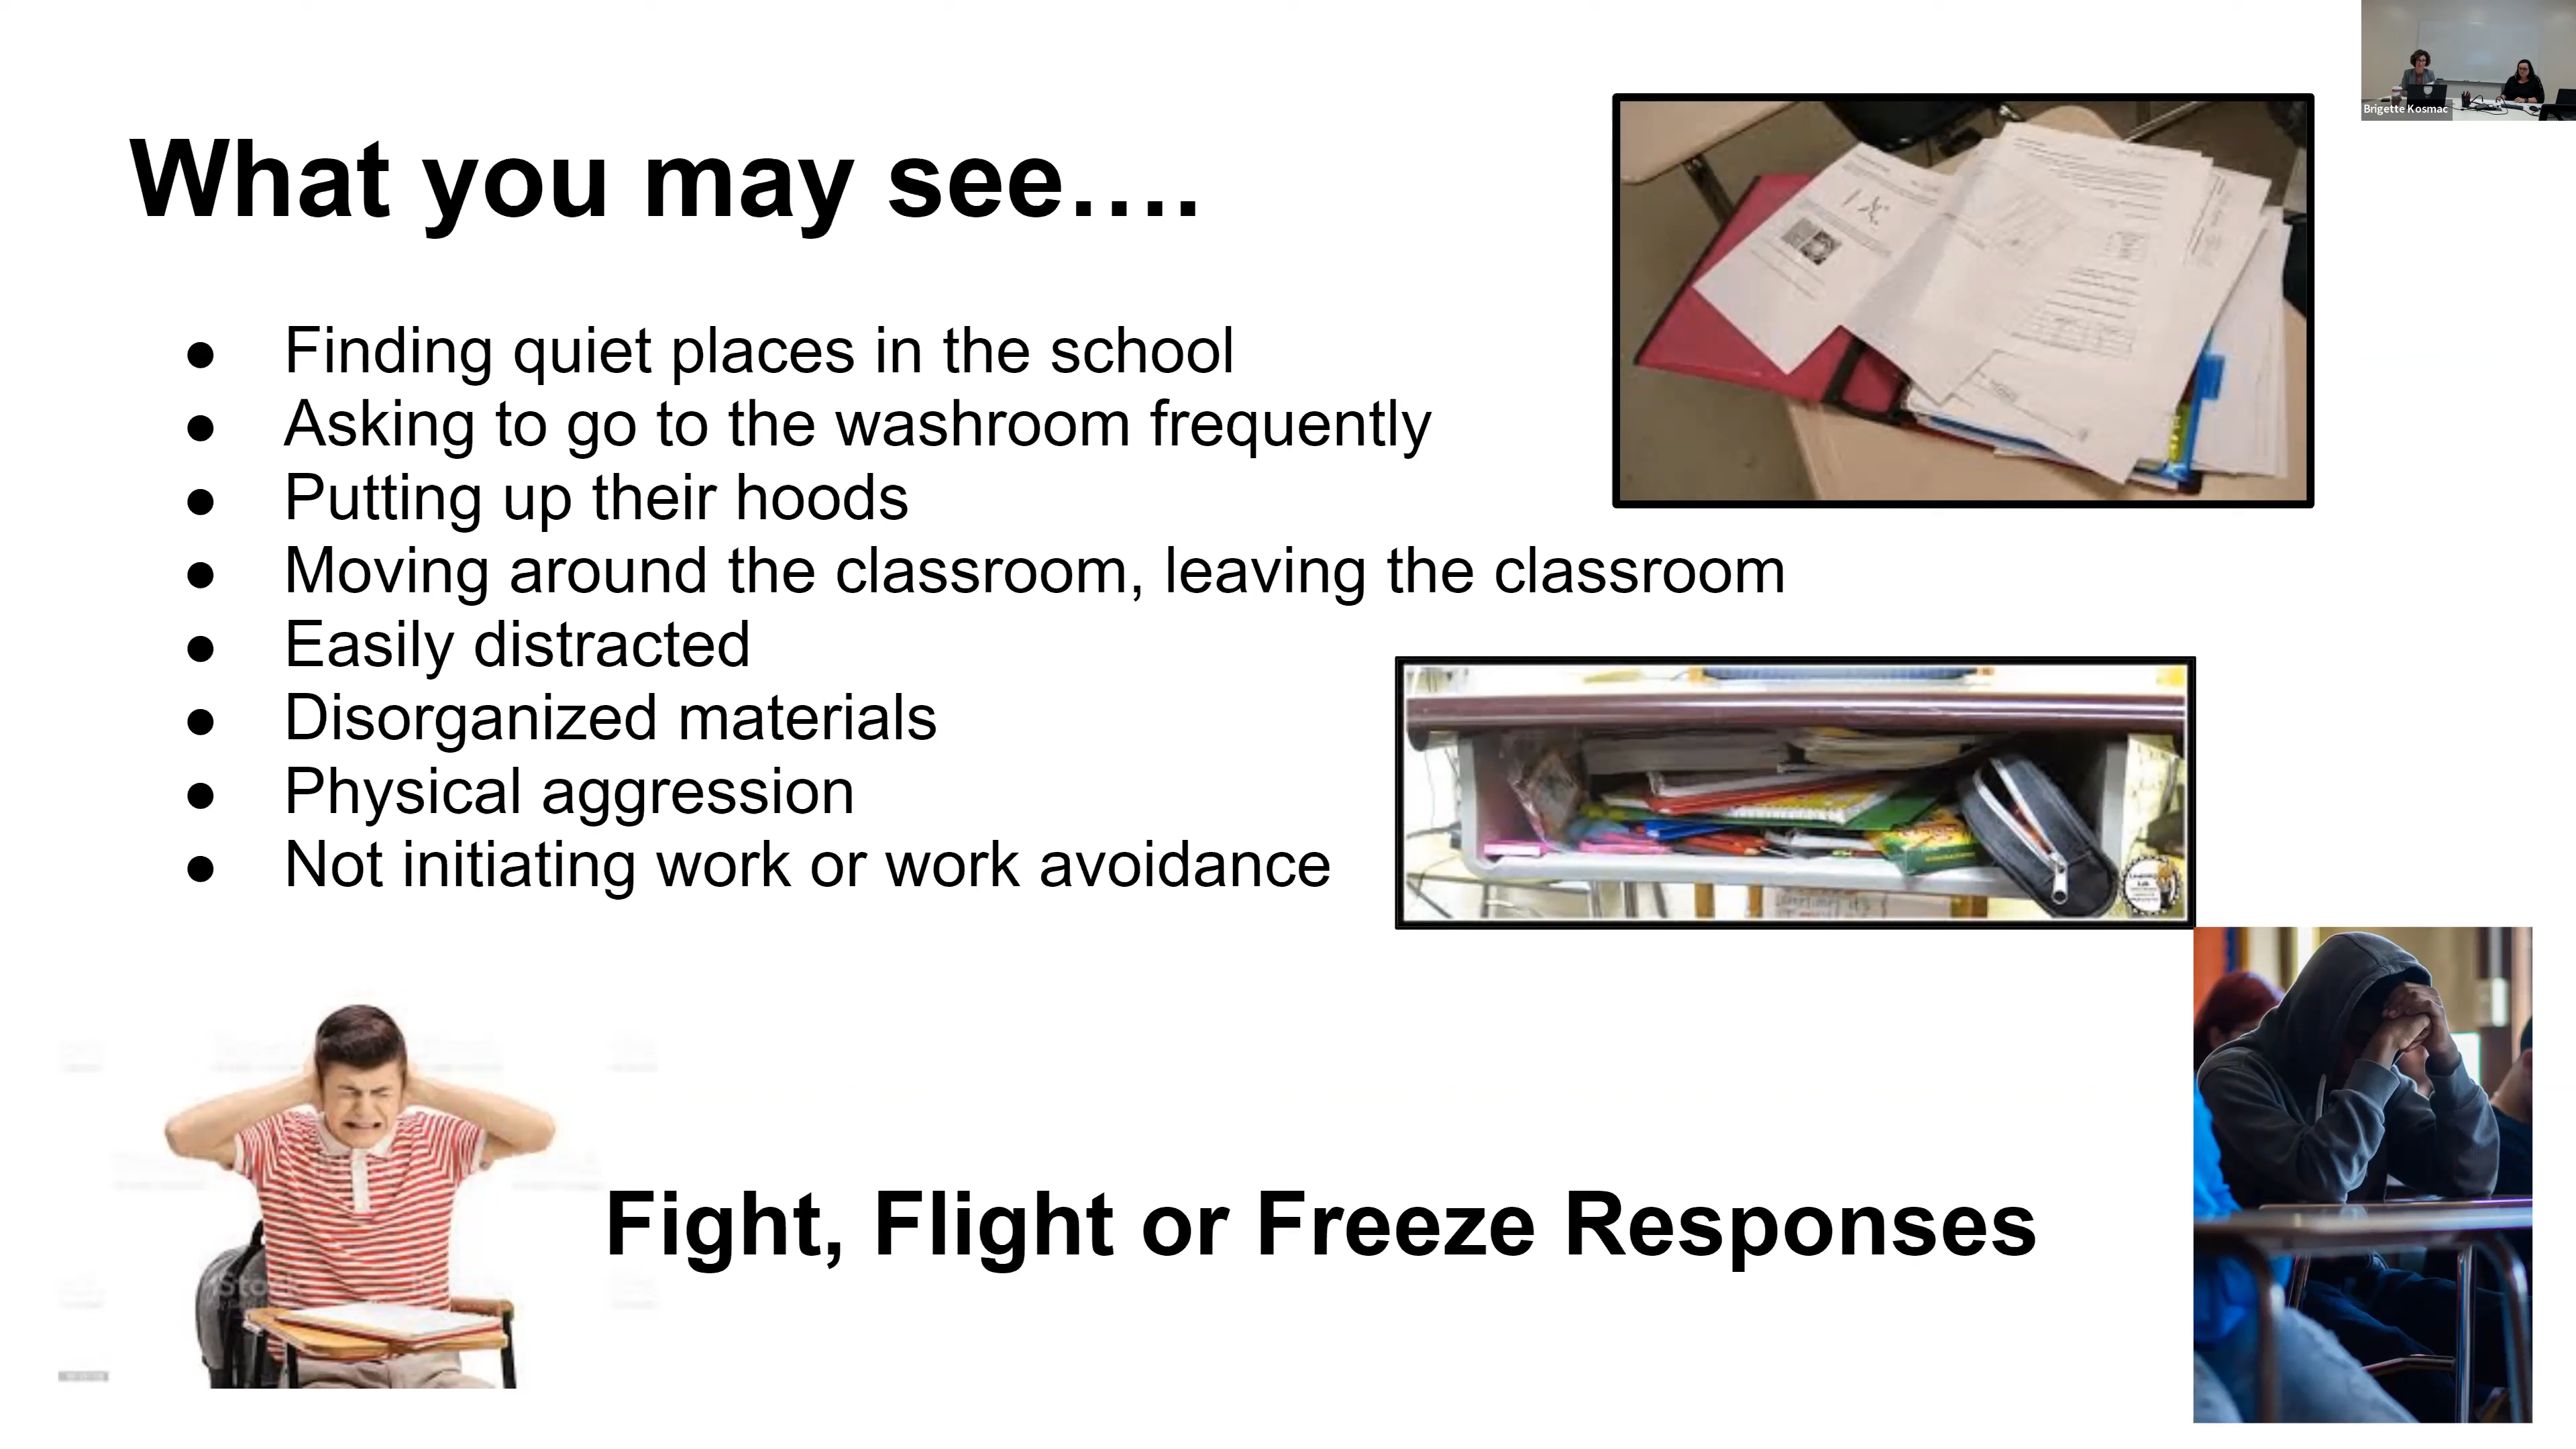 Brigette Kosmac
What you may see....
● Finding quiet places in the school
● Asking to go to the washroom frequently
● Putting up their hoods
● Moving around the classroom, leaving the classroom
● Easily distracted
● Disorganized materials
● Physical aggression
● Not initiating work or work avoidance
Fight, Flight or Freeze Responses
iStock